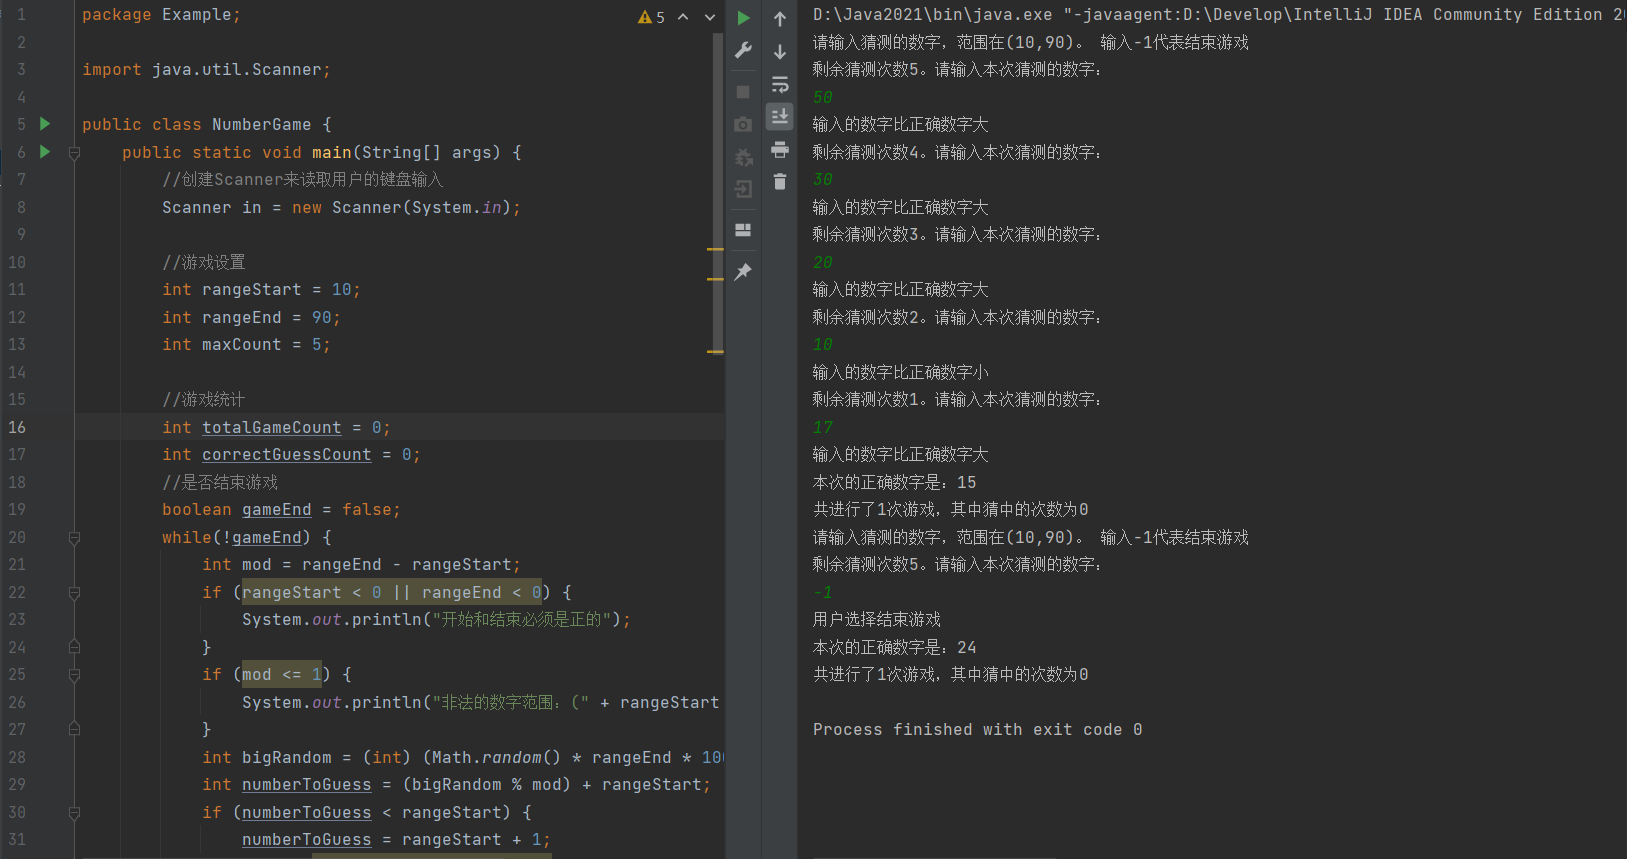 1 package Example;
2
3 import java.util.Scanner;
4
5 public class NumberGame {
6 public static void main(String[] args) {
7 //创建Scanner来读取用户的键盘输入
8 Scanner in = new Scanner(System.in);
9
10 //游戏设置
11 int rangeStart = 10;
12 int rangeEnd = 90;
13 int maxCount = 5;
14
15 //游戏统计
16 int totalGameCount = 0;
17 int correctGuessCount = 0;
18 //是否结束游戏
19 boolean gameEnd = false;
20 while(!gameEnd) {
21 int mod = rangeEnd - rangeStart;
22 if (rangeStart < 0 || rangeEnd < 0) {
23 System.out.println("开始和结束必须是正的");
24 }
25 if (mod <= 1) {
26 System.out.println("非法的数字范围：(" + rangeStart
27 }
28 int bigRandom = (int) (Math.random() * rangeEnd * 10
29 int numberToGuess = (bigRandom % mod) + rangeStart;
30 if (numberToGuess < rangeStart) {
31 numberToGuess = rangeStart + 1;
5
D:\Java2021\bin\java.exe "-javaagent:D:\Develop\IntelliJ IDEA Community Edition 2
请输入猜测的数字，范围在(10,90)。 输入-1代表结束游戏
剩余猜测次数5。请输入本次猜测的数字：
50
输入的数字比正确数字大
剩余猜测次数4。请输入本次猜测的数字：
30
输入的数字比正确数字大
剩余猜测次数3。请输入本次猜测的数字：
20
输入的数字比正确数字大
剩余猜测次数2。请输入本次猜测的数字：
10
输入的数字比正确数字小
剩余猜测次数1。请输入本次猜测的数字：
17
输入的数字比正确数字大
本次的正确数字是：15
共进行了1次游戏，其中猜中的次数为0
请输入猜测的数字，范围在(10,90)。 输入-1代表结束游戏
剩余猜测次数5。请输入本次猜测的数字：
-1
用户选择结束游戏
本次的正确数字是：24
共进行了1次游戏，其中猜中的次数为0
Process finished with exit code 0